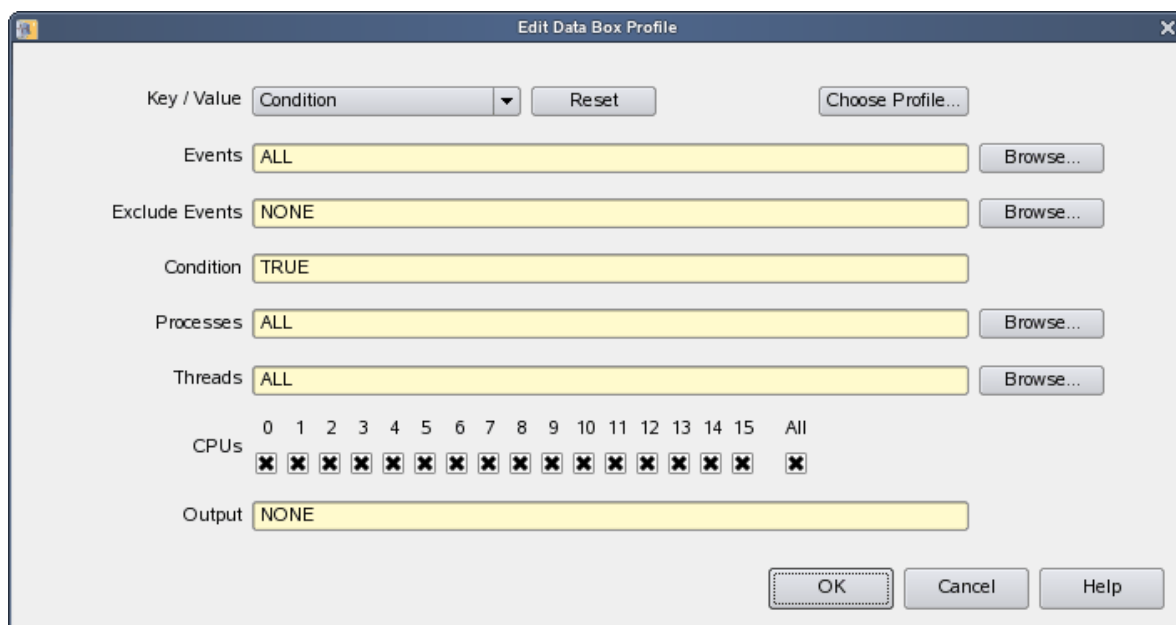 Edit Data Box Profile
Key / Value Condition Reset Choose Profile...
Events ALL Browse...
Exclude Events NONE Browse...
Condition TRUE
Processes ALL Browse...
Threads ALL Browse...
0 1 2 3 4 5 6 7 8 9 10 11 12 13 14 15 All
CPUs
Output NONE
OK Cancel Help